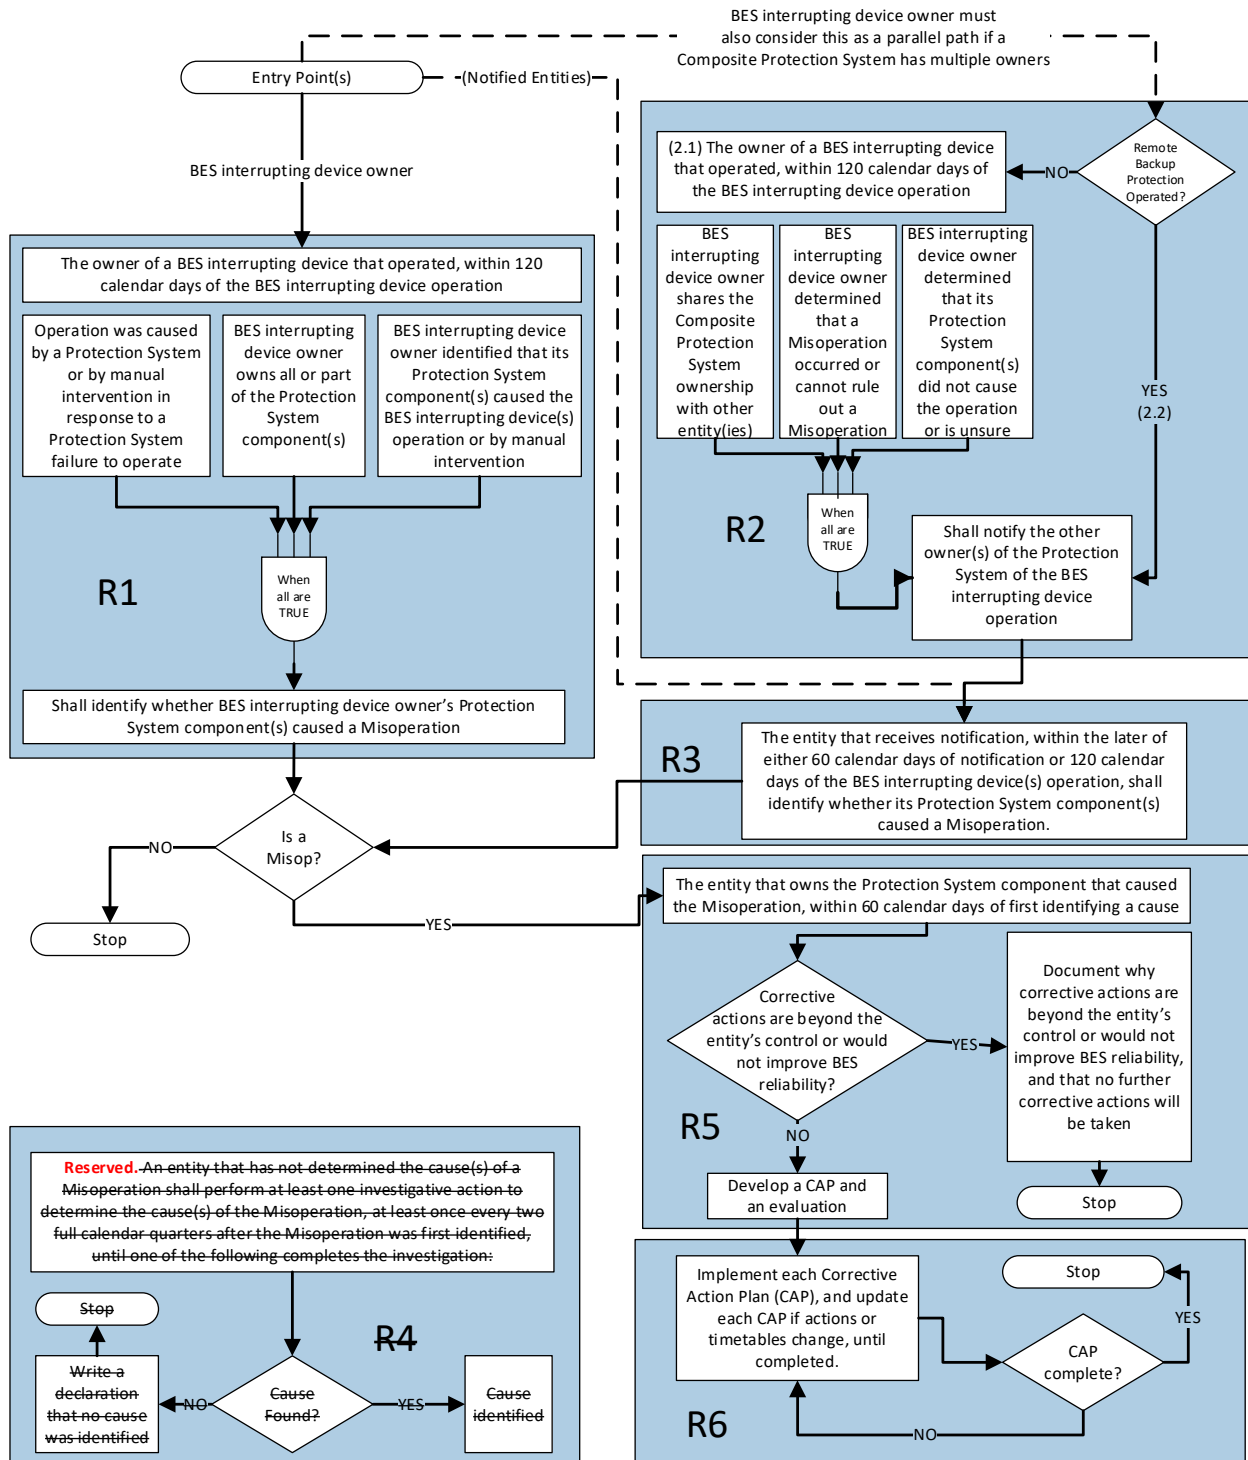 BES interrupting device owner must
also consider this as a parallel path if a
Composite Protection System has multiple owners
Entry Point(s)
(Notified Entities)
BES interrupting device owner
Remote
Backup
Protection
Operated?
NO
(2.1) The owner of a BES interrupting device
that operated, within 120 calendar days of
the BES interrupting device operation
BES
interrupting
device owner
shares the
Composite
Protection
System
ownership
with other
entity(ies)
BES
interrupting
device owner
determined
that a
Misoperation
occurred or
cannot rule
out a
Misoperation
BES interrupting
device owner
determined
that its
Protection
System
component(s)
did not cause
the operation
or is unsure
YES
(2.2)
When
all are
TRUE
R2
Shall notify the other
owner(s) of the Protection
System of the BES
interrupting device
operation
The owner of a BES interrupting device that operated, within 120
calendar days of the BES interrupting device operation
Operation was caused
by a Protection System
or by manual
intervention in
response to a
Protection System
failure to operate
BES interrupting
device owner
owns all or part
of the Protection
System
component(s)
BES interrupting device
owner identified that its
Protection System
component(s) caused the
BES interrupting device(s)
operation or by manual
intervention
When
all are
TRUE
R1
Shall identify whether BES interrupting device owner's Protection
System component(s) caused a Misoperation
R3
The entity that receives notification, within the later of
either 60 calendar days of notification or 120 calendar
days of the BES interrupting device(s) operation, shall
identify whether its Protection System component(s)
caused a Misoperation.
Is a
Misop?
NO
Stop
YES
The entity that owns the Protection System component that caused
the Misoperation, within 60 calendar days of first identifying a cause
Corrective
actions are beyond the
entity's control or would
not improve BES
reliability?
YES
Document why
corrective actions are
beyond the entity's
control or would not
improve BES reliability,
and that no further
corrective actions will
be taken
Stop
R5
NO
Develop a CAP and
an evaluation
Reserved. An entity that has not determined the cause(s) of a
Misoperation shall perform at least one investigative action to
determine the cause(s) of the Misoperation, at least once every two
full calendar quarters after the Misoperation was first identified,
until one of the following completes the investigation:
Stop
R4
Write a
declaration
that no cause
was identified
NO
Cause
Found?
YES
Cause
identified
Implement each Corrective
Action Plan (CAP), and update
each CAP if actions or
timetables change, until
completed.
Stop
YES
CAP
complete?
NO
R6